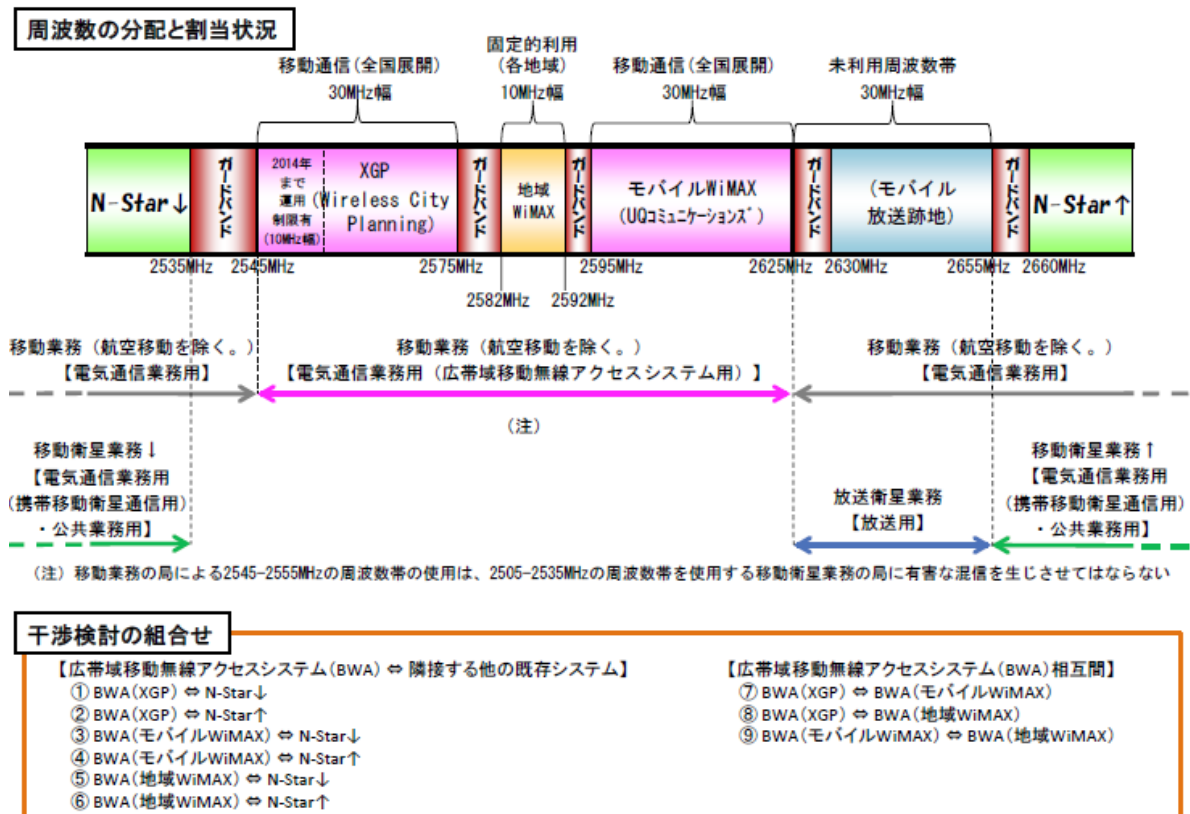 周波数の分配と割当状況
移動通信(全国展開)
30MHz幅
固定的利用
(各地域)
10MHz幅
移動通信(全国展開)
30MHz幅
未利用周波数帯
30MHz幅
N-Star↓
ガードバンド
2014年
まで
運用
制限有
(10MHz幅)
XGP
(Wireless City
Planning)
ガードバンド
地域
WiMAX
ガードバンド
モバイルWiMAX
(UQコミュニケーションズ)
ガードバンド
(モバイル
放送跡地)
ガードバンド
N-Star↑
2535MHz 2545MHz 2575MHz 2595MHz 2625MHz 2630MHz 2655MHz 2660MHz
2582MHz 2592MHz
移動業務(航空移動を除く。)
【電気通信業務用】
移動業務(航空移動を除く。)
【電気通信業務用(広帯域移動無線アクセスシステム用)】
移動業務(航空移動を除く。)
【電気通信業務用】
(注)
移動衛星業務↓
【電気通信業務用
(携帯移動衛星通信用)
・公共業務用】
放送衛星業務
【放送用】
移動衛星業務↑
【電気通信業務用
(携帯移動衛星通信用)
・公共業務用】
(注)移動業務の局による2545-2555MHzの周波数帯の使用は、2505-2535MHzの周波数帯を使用する移動衛星業務の局に有害な混信を生じさせてはならない
干渉検討の組合せ
【広帯域移動無線アクセスシステム(BWA)⇔ 隣接する他の既存システム】
①BWA(XGP)⇔ N-Star↓
②BWA(XGP)⇔ N-Star↑
③BWA(モバイルWiMAX)⇔ N-Star↓
④BWA(モバイルWiMAX)⇔ N-Star↑
⑤BWA(地域WiMAX)⇔ N-Star↓
⑥BWA(地域WiMAX)⇔ N-Star↑
【広帯域移動無線アクセスシステム(BWA)相互間】
⑦BWA(XGP)⇔ BWA(モバイルWiMAX)
⑧BWA(XGP)⇔ BWA(地域WiMAX)
⑨BWA(モバイルWiMAX)⇔ BWA(地域WiMAX)